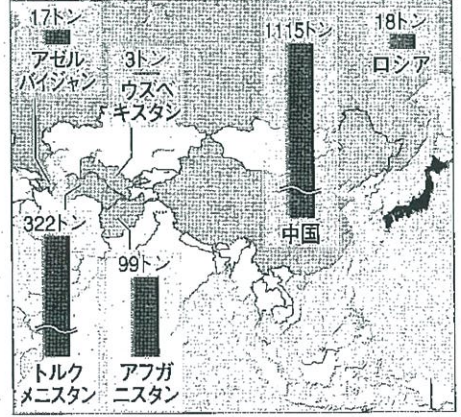 17トン
アゼル
バイジャン
3トン
ウズベ
キスタン
1115トン
中国
18トン
ロシア
322トン
トルク
メニスタン
99トン
アフガ
ニスタン